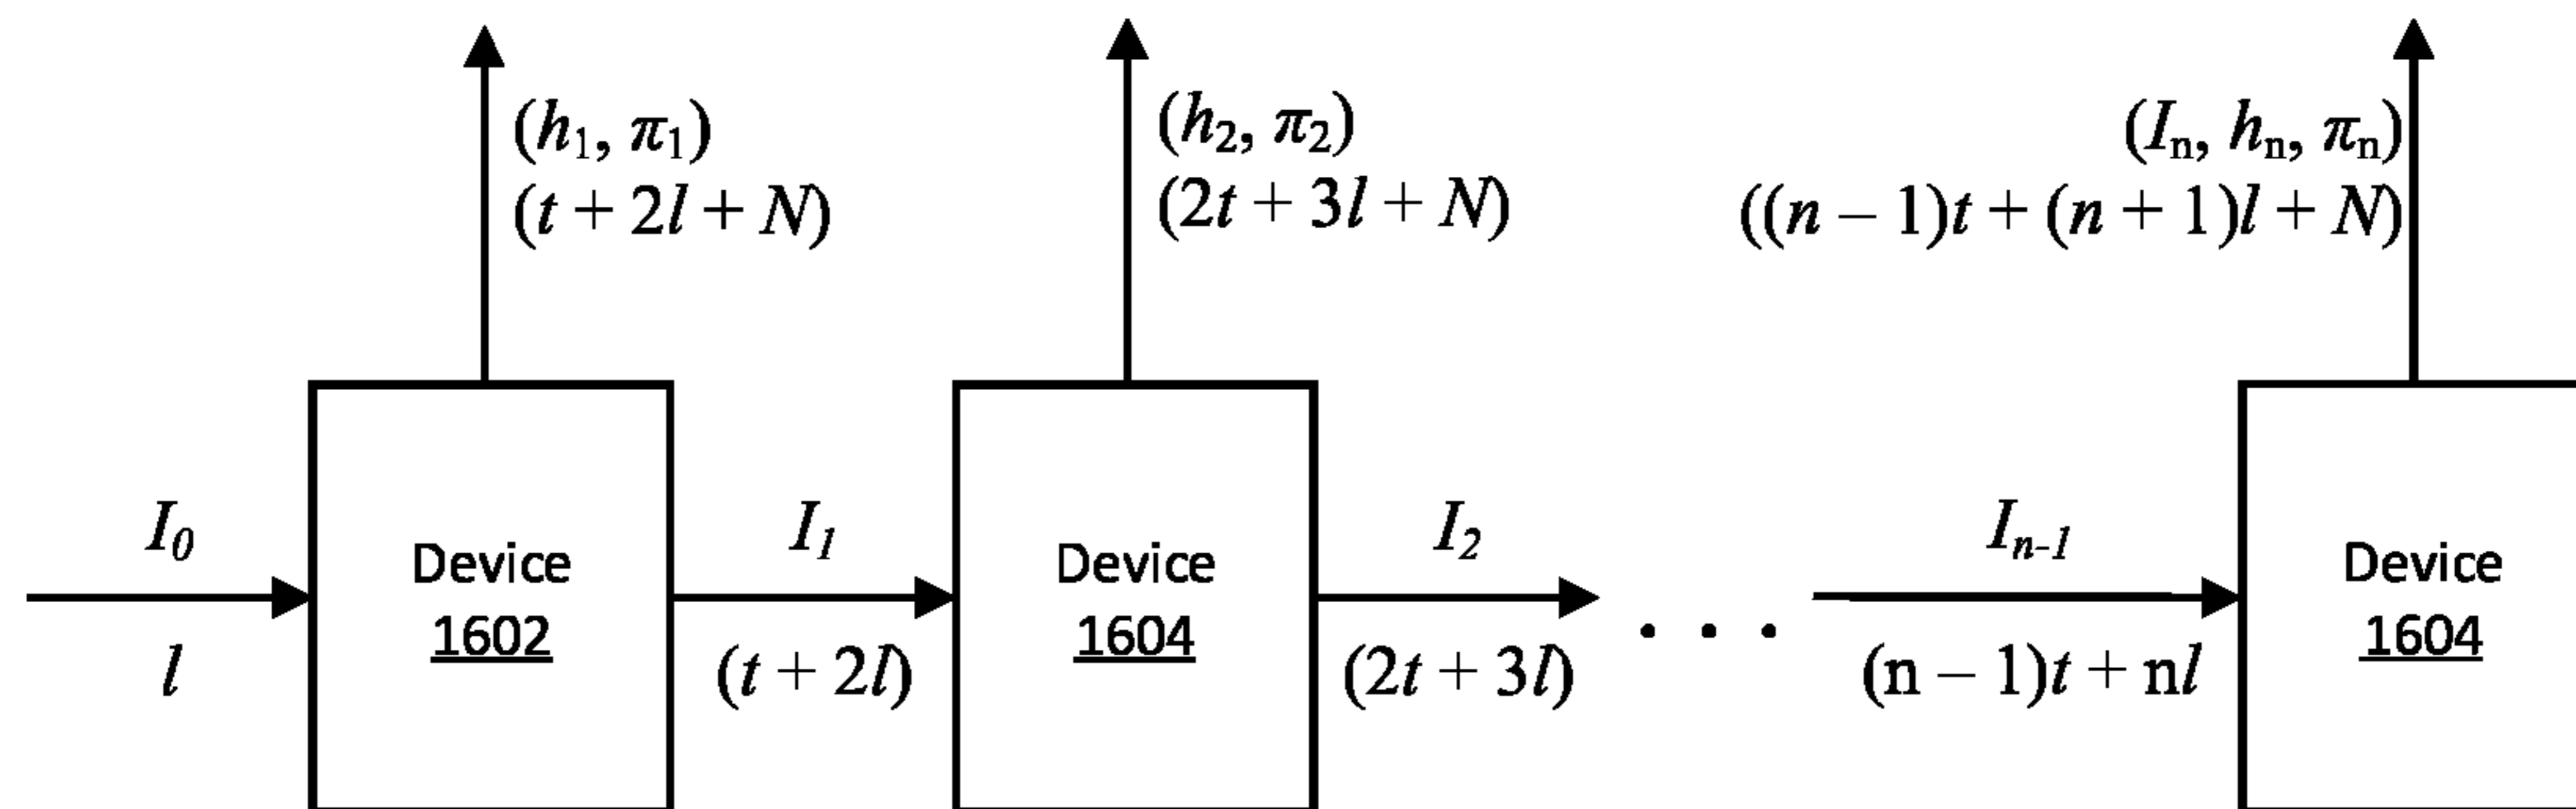 (h₁, π₁)
(t + 2l + N)
(h₂, π₂)
(2t + 3l + N)
(Iₙ, hₙ, πₙ)
((n – 1)t + (n + 1)l + N)
I₀
l
Device
1602
I₁
(t + 2l)
Device
1604
I₂
(2t + 3l)
. . .
Iₙ₋₁
(n – 1)t + nl
Device
1604